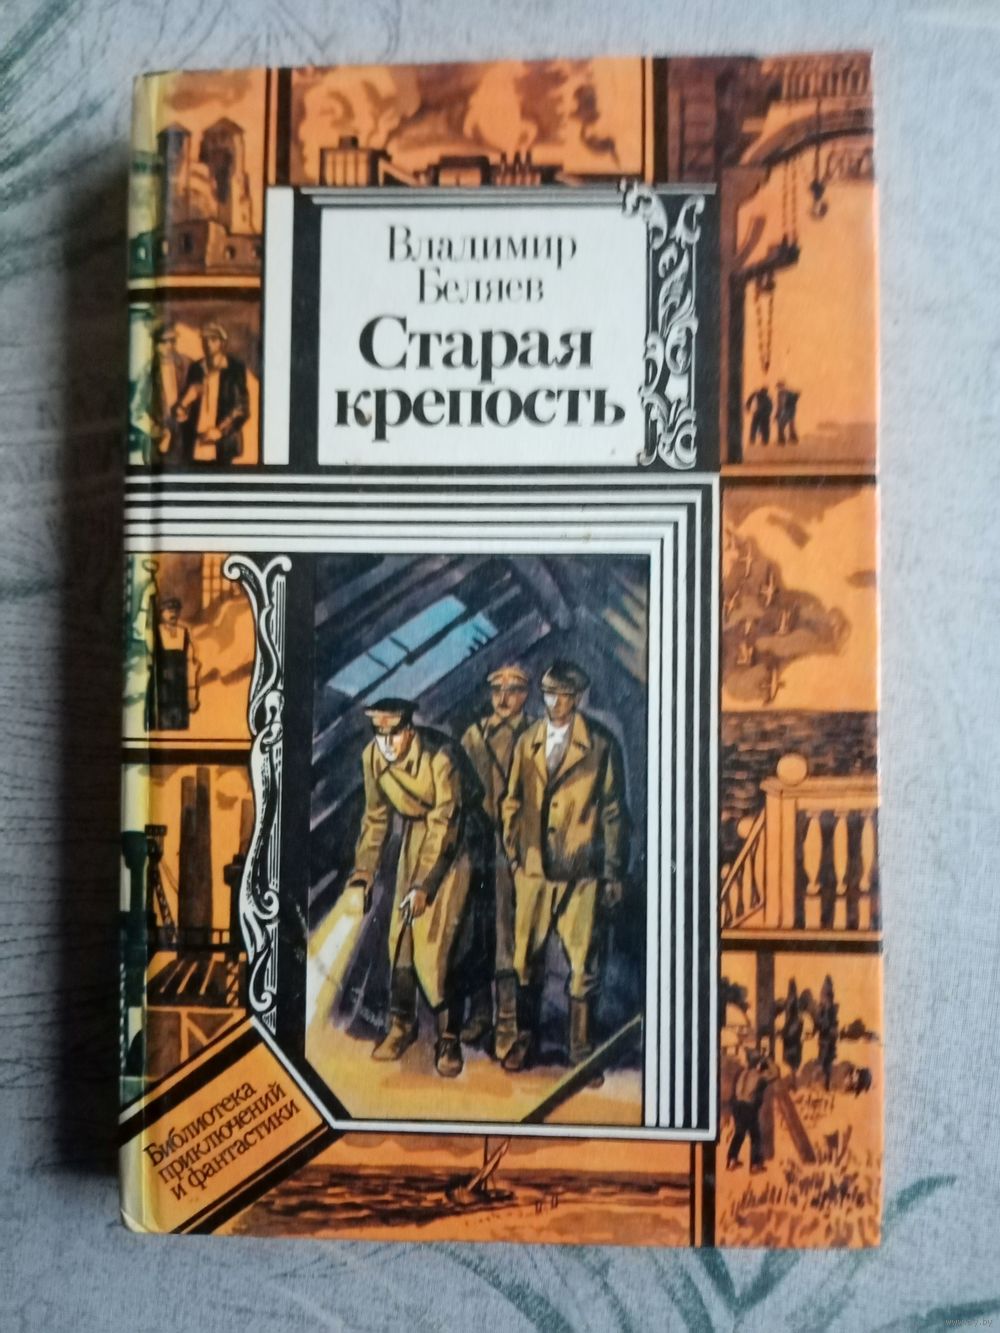 Владимир
Беляев
Старая
крепость
Библиотека
приключений
и фантастики